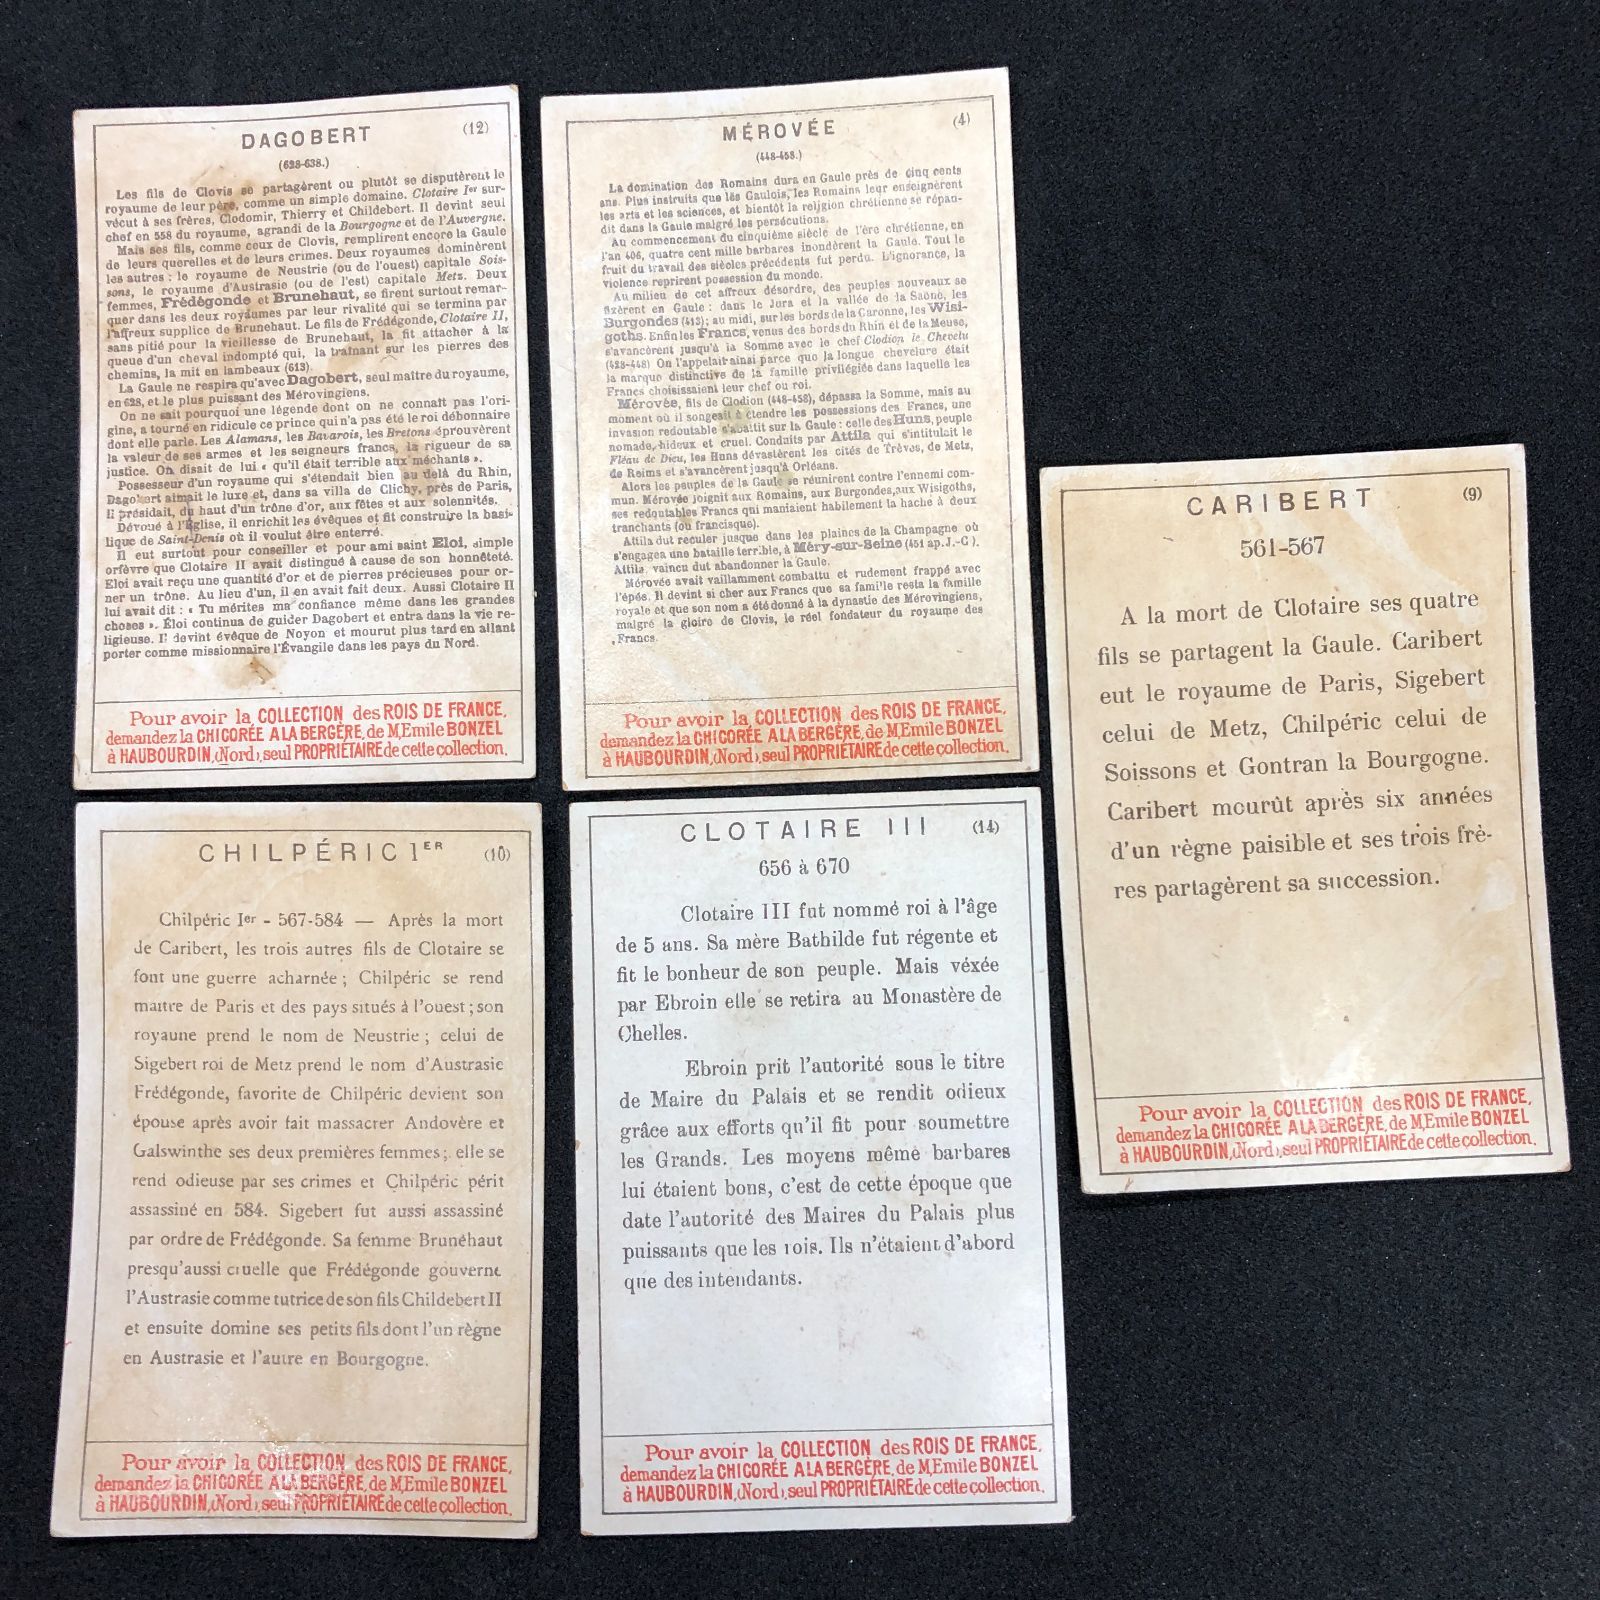 DAGOBERT (12)
(628-638.)
Les fils de Clovis se partagèrent ou plutôt se disputèrent le
royaume de leur père, comme un simple domaine. Clotaire Ier sur-
vécut à ses frères, Clodomir, Thierry et Childebert. Il devint seul
chef en 558 du royaume, agrandi de la Bourgogne et de l'Auvergne.
Mais ses fils, comme ceux de Clovis, remplirent encore la Gaule
de leurs querelles et de leurs crimes. Deux royaumes dominèrent
les autres : le royaume de Neustrie (ou de l'ouest) capitale Sois-
sons, le royaume d'Austrasie (ou de l'est) capitale Metz. Deux
femmes, Frédégonde et Brunehaut, se firent surtout remar-
quer dans les deux royaumes par leur rivalité qui se termina par
l'affreux supplice de Brunehaut. Le fils de Frédégonde, Clotaire II,
sans pitié pour la vieillesse de Brunehaut, la fit attacher à la
queue d'un cheval indompté qui, la traînant sur les pierres des
chemins, la mit en lambeaux (613).
La Gaule ne respira qu'avec Dagobert, seul maître du royaume,
en 628, et le plus puissant des Mérovingiens.
On ne sait pourquoi une légende dont on ne connaît pas l'ori-
gine, a tourné en ridicule ce prince qui n'a pas été le roi débonnaire
dont elle parle. Les Alamans, les Bavarois, les Bretons éprouvèrent
la valeur de ses armes et les seigneurs francs, la rigueur de sa
justice. On disait de lui « qu'il était terrible aux méchants ».
Possesseur d'un royaume qui s'étendait bien au delà du Rhin,
Dagobert aimait le luxe et, dans sa villa de Clichy, près de Paris,
il présidait, du haut d'un trône d'or, aux fêtes et aux solennités.
Dévoué à l'Église, il enrichit les évêques et fit construire la basi-
lique de Saint-Denis où il voulut être enterré.
Il eut surtout pour conseiller et pour ami saint Eloi, simple
orfèvre que Clotaire II avait distingué à cause de son honnêteté.
Eloi avait reçu une quantité d'or et de pierres précieuses pour or-
ner un trône. Au lieu d'un, il en avait fait deux. Aussi Clotaire II
lui avait dit : « Tu mérites ma confiance même dans les grandes
choses ». Éloi continua de guider Dagobert et entra dans la vie re-
ligieuse. Il devint évêque de Noyon et mourut plus tard en allant
porter comme missionnaire l'Évangile dans les pays du Nord.
Pour avoir la COLLECTION des ROIS DE FRANCE,
demandez la CHICORÉE A LA BERGÈRE, de M. Emile BONZEL
à HAUBOURDIN, (Nord), seul PROPRIÉTAIRE de cette collection.
MÉROVÉE (4)
(448-458.)
La domination des Romains dura en Gaule près de cinq cents
ans. Plus instruits que les Gaulois, les Romains leur enseignèrent
les arts et les sciences, et bientôt la religion chrétienne se répan-
dit dans la Gaule malgré les persécutions.
Au commencement du cinquième siècle de l'ère chrétienne, en
l'an 406, quatre cent mille barbares inondèrent la Gaule. Tout le
fruit du travail des siècles précédents fut perdu. L'ignorance, la
violence reprirent possession du monde.
Au milieu de cet affreux désordre, des peuples nouveaux se
fixèrent en Gaule : dans le Jura et la vallée de la Saône, les
Burgondes (413); au midi, sur les bords de la Garonne, les Wisi-
goths. Enfin les Francs, venus des bords du Rhin et de la Meuse,
s'avancèrent jusqu'à la Somme avec le chef Clodion le Chevelu
(428-448) On l'appelait ainsi parce que la longue chevelure était
la marque distinctive de la famille privilégiée dans laquelle les
Francs choisissaient leur chef ou roi.
Mérovée, fils de Clodion (448-458), dépassa la Somme, mais au
moment où il songeait à étendre les possessions des Francs, une
invasion redoutable s'abattit sur la Gaule : celle des Huns, peuple
nomade, hideux et cruel. Conduits par Attila qui s'intitulait le
Fléau de Dieu, les Huns dévastèrent les cités de Trèves, de Metz,
de Reims et s'avancèrent jusqu'à Orléans.
Alors les peuples de la Gaule se réunirent contre l'ennemi com-
mun. Mérovée joignit aux Romains, aux Burgondes, aux Wisigoths,
ses redoutables Francs qui maniaient habilement la hache à deux
tranchants (ou francisque).
Attila dut reculer jusque dans les plaines de la Champagne où
s'engagea une bataille terrible, à Méry-sur-Seine (451 ap. J.-C ).
Attila, vaincu dut abandonner la Gaule.
Mérovée avait vaillamment combattu et rudement frappé avec
l'épée. Il devint si cher aux Francs que sa famille resta la famille
royale et que son nom a été donné à la dynastie des Mérovingiens,
malgré la gloire de Clovis, le réel fondateur du royaume des
Francs.
Pour avoir la COLLECTION des ROIS DE FRANCE,
demandez la CHICORÉE A LA BERGÈRE, de M. Emile BONZEL
à HAUBOURDIN, (Nord), seul PROPRIÉTAIRE de cette collection.
CARIBERT (9)
561-567
A la mort de Clotaire ses quatre
fils se partagent la Gaule. Caribert
eut le royaume de Paris, Sigebert
celui de Metz, Chilpéric celui de
Soissons et Gontran la Bourgogne.
Caribert mourût après six années
d'un règne paisible et ses trois frè-
res partagèrent sa succession.
Pour avoir la COLLECTION des ROIS DE FRANCE,
demandez la CHICORÉE A LA BERGÈRE, de M. Emile BONZEL
à HAUBOURDIN, (Nord), seul PROPRIÉTAIRE de cette collection.
CHILPÉRIC 1ER (10)
Chilpéric Ier - 567-584 — Après la mort
de Caribert, les trois autres fils de Clotaire se
font une guerre acharnée ; Chilpéric se rend
maître de Paris et des pays situés à l'ouest ; son
royaune prend le nom de Neustrie ; celui de
Sigebert roi de Metz prend le nom d'Austrasie
Frédégonde, favorite de Chilpéric devient son
épouse après avoir fait massacrer Andovère et
Galswinthe ses deux premières femmes ; elle se
rend odieuse par ses crimes et Chilpéric périt
assassiné en 584. Sigebert fut aussi assassiné
par ordre de Frédégonde. Sa femme Brunéhaut
presqu'aussi cruelle que Frédégonde gouverne
l'Austrasie comme tutrice de son fils Childebert II
et ensuite domine ses petits fils dont l'un règne
en Austrasie et l'autre en Bourgogne.
Pour avoir la COLLECTION des ROIS DE FRANCE,
demandez la CHICORÉE A LA BERGÈRE, de M. Emile BONZEL
à HAUBOURDIN, (Nord), seul PROPRIÉTAIRE de cette collection.
CLOTAIRE III (14)
656 à 670
Clotaire III fut nommé roi à l'âge
de 5 ans. Sa mère Bathilde fut régente et
fit le bonheur de son peuple. Mais véxée
par Ebroin elle se retira au Monastère de
Chelles.
Ebroin prit l'autorité sous le titre
de Maire du Palais et se rendit odieux
grâce aux efforts qu'il fit pour soumettre
les Grands. Les moyens même barbares
lui étaient bons, c'est de cette époque que
date l'autorité des Maires du Palais plus
puissants que les rois. Ils n'étaient d'abord
que des intendants.
Pour avoir la COLLECTION des ROIS DE FRANCE,
demandez la CHICORÉE A LA BERGÈRE, de M. Emile BONZEL
à HAUBOURDIN, (Nord), seul PROPRIÉTAIRE de cette collection.